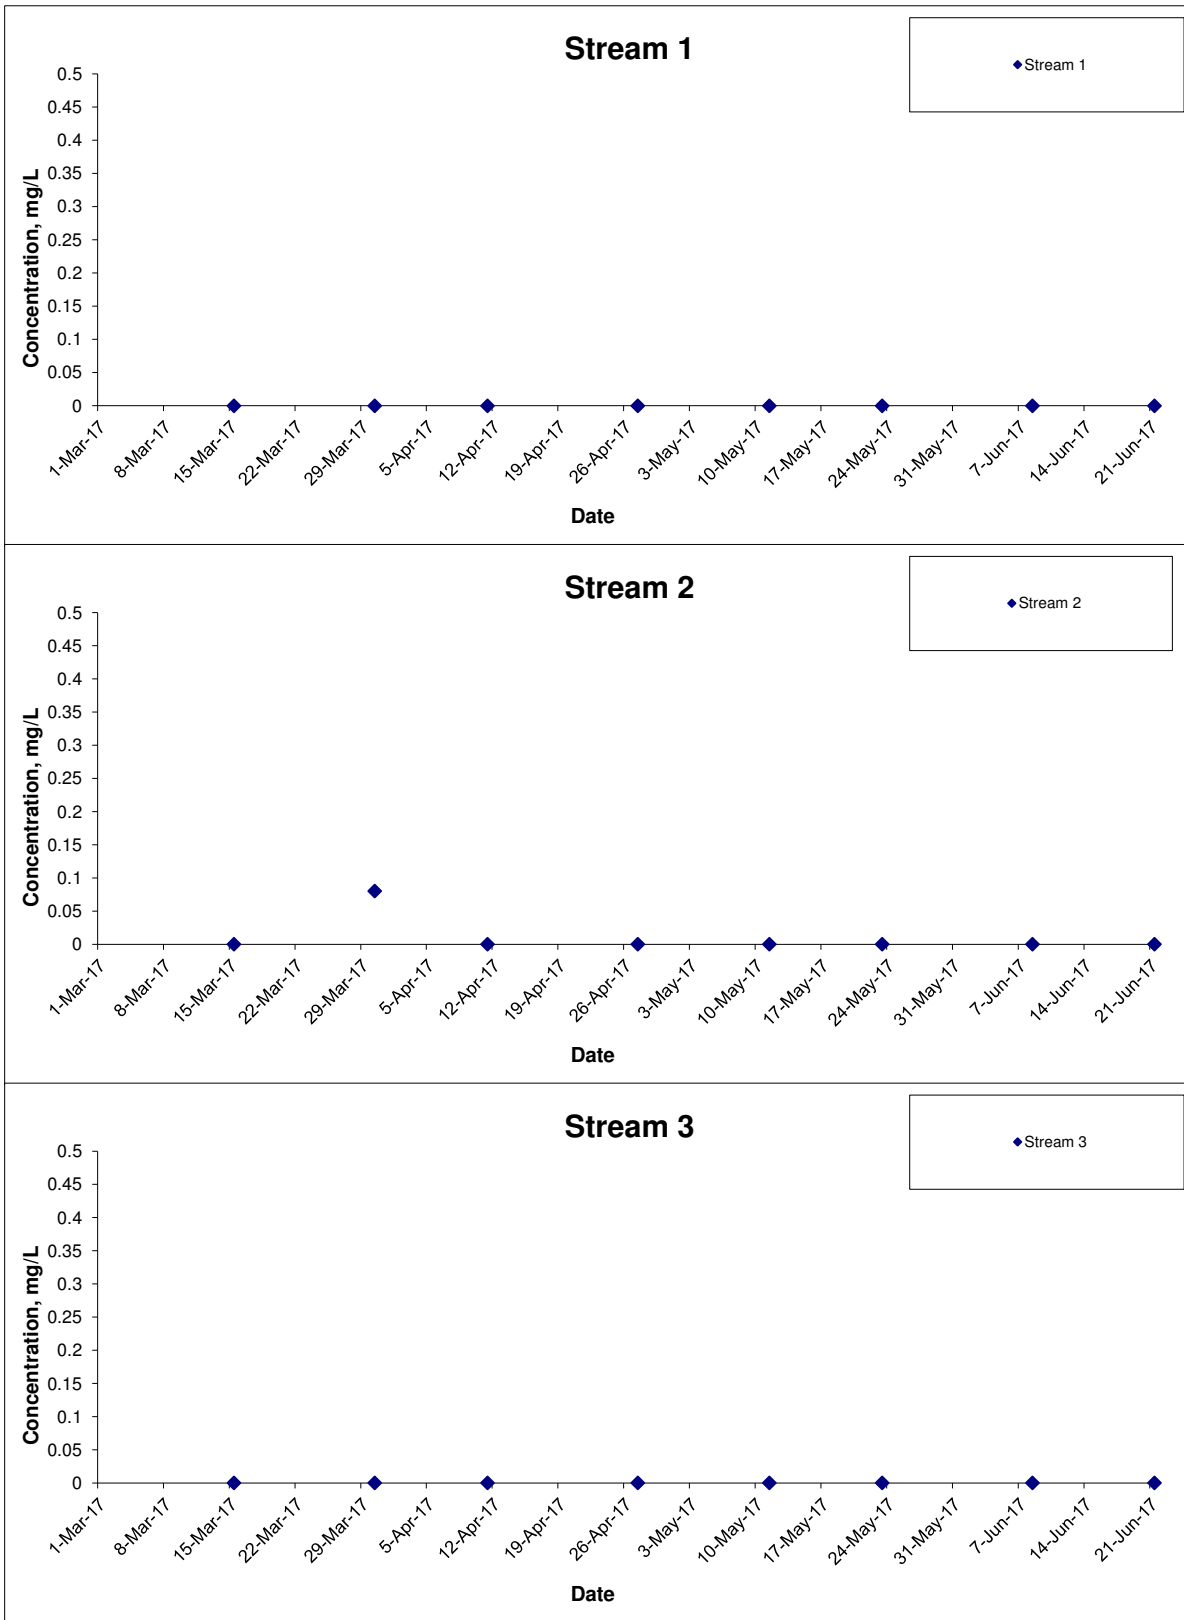 Stream 1
Stream 1
0.5
0.45
0.4
0.35
0.3
0.25
0.2
0.15
0.1
0.05
0
Concentration, mg/L
1-Mar-17
8-Mar-17
15-Mar-17
22-Mar-17
29-Mar-17
5-Apr-17
12-Apr-17
19-Apr-17
26-Apr-17
3-May-17
10-May-17
17-May-17
24-May-17
31-May-17
7-Jun-17
14-Jun-17
21-Jun-17
Date
Stream 2
Stream 2
0.5
0.45
0.4
0.35
0.3
0.25
0.2
0.15
0.1
0.05
0
Concentration, mg/L
1-Mar-17
8-Mar-17
15-Mar-17
22-Mar-17
29-Mar-17
5-Apr-17
12-Apr-17
19-Apr-17
26-Apr-17
3-May-17
10-May-17
17-May-17
24-May-17
31-May-17
7-Jun-17
14-Jun-17
21-Jun-17
Date
Stream 3
Stream 3
0.5
0.45
0.4
0.35
0.3
0.25
0.2
0.15
0.1
0.05
0
Concentration, mg/L
1-Mar-17
8-Mar-17
15-Mar-17
22-Mar-17
29-Mar-17
5-Apr-17
12-Apr-17
19-Apr-17
26-Apr-17
3-May-17
10-May-17
17-May-17
24-May-17
31-May-17
7-Jun-17
14-Jun-17
21-Jun-17
Date